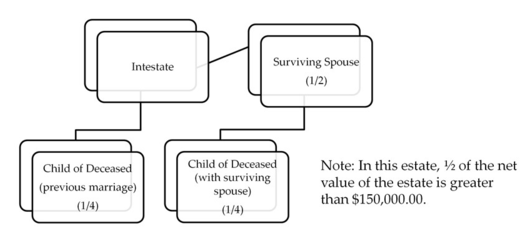 Intestate
Surviving Spouse
(1/2)
Child of Deceased
(previous marriage)
(1/4)
Child of Deceased
(with surviving
spouse)
(1/4)
Note: In this estate, ½ of the net
value of the estate is greater
than $150,000.00.